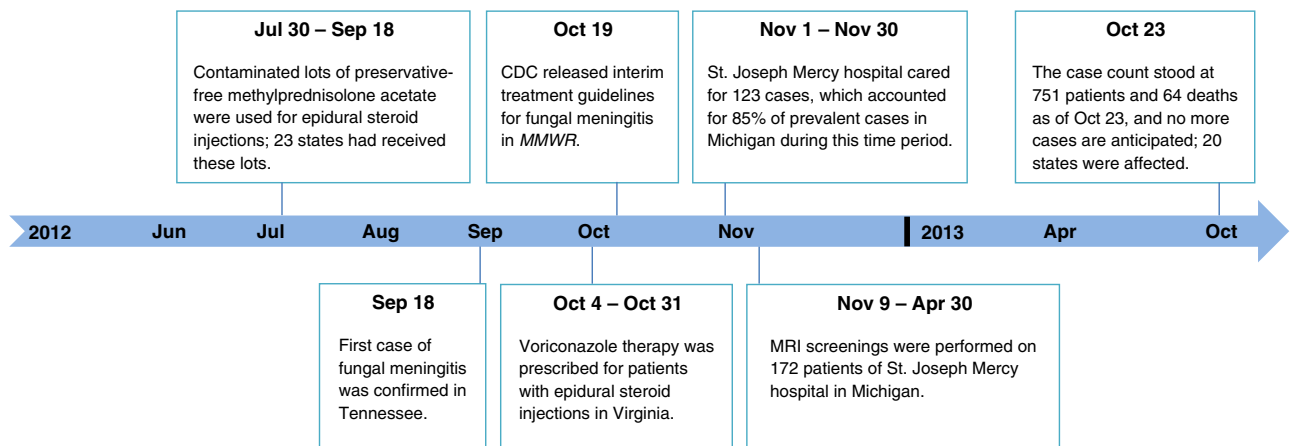 Jul 30 – Sep 18
Contaminated lots of preservative-
free methylprednisolone acetate
were used for epidural steroid
injections; 23 states had received
these lots.
Oct 19
CDC released interim
treatment guidelines
for fungal meningitis
in MMWR.
Nov 1 – Nov 30
St. Joseph Mercy hospital cared
for 123 cases, which accounted
for 85% of prevalent cases in
Michigan during this time period.
Oct 23
The case count stood at
751 patients and 64 deaths
as of Oct 23, and no more
cases are anticipated; 20
states were affected.
2012 Jun Jul Aug Sep Oct Nov 2013 Apr Oct
Sep 18
First case of
fungal meningitis
was confirmed in
Tennessee.
Oct 4 – Oct 31
Voriconazole therapy was
prescribed for patients
with epidural steroid
injections in Virginia.
Nov 9 – Apr 30
MRI screenings were performed on
172 patients of St. Joseph Mercy
hospital in Michigan.